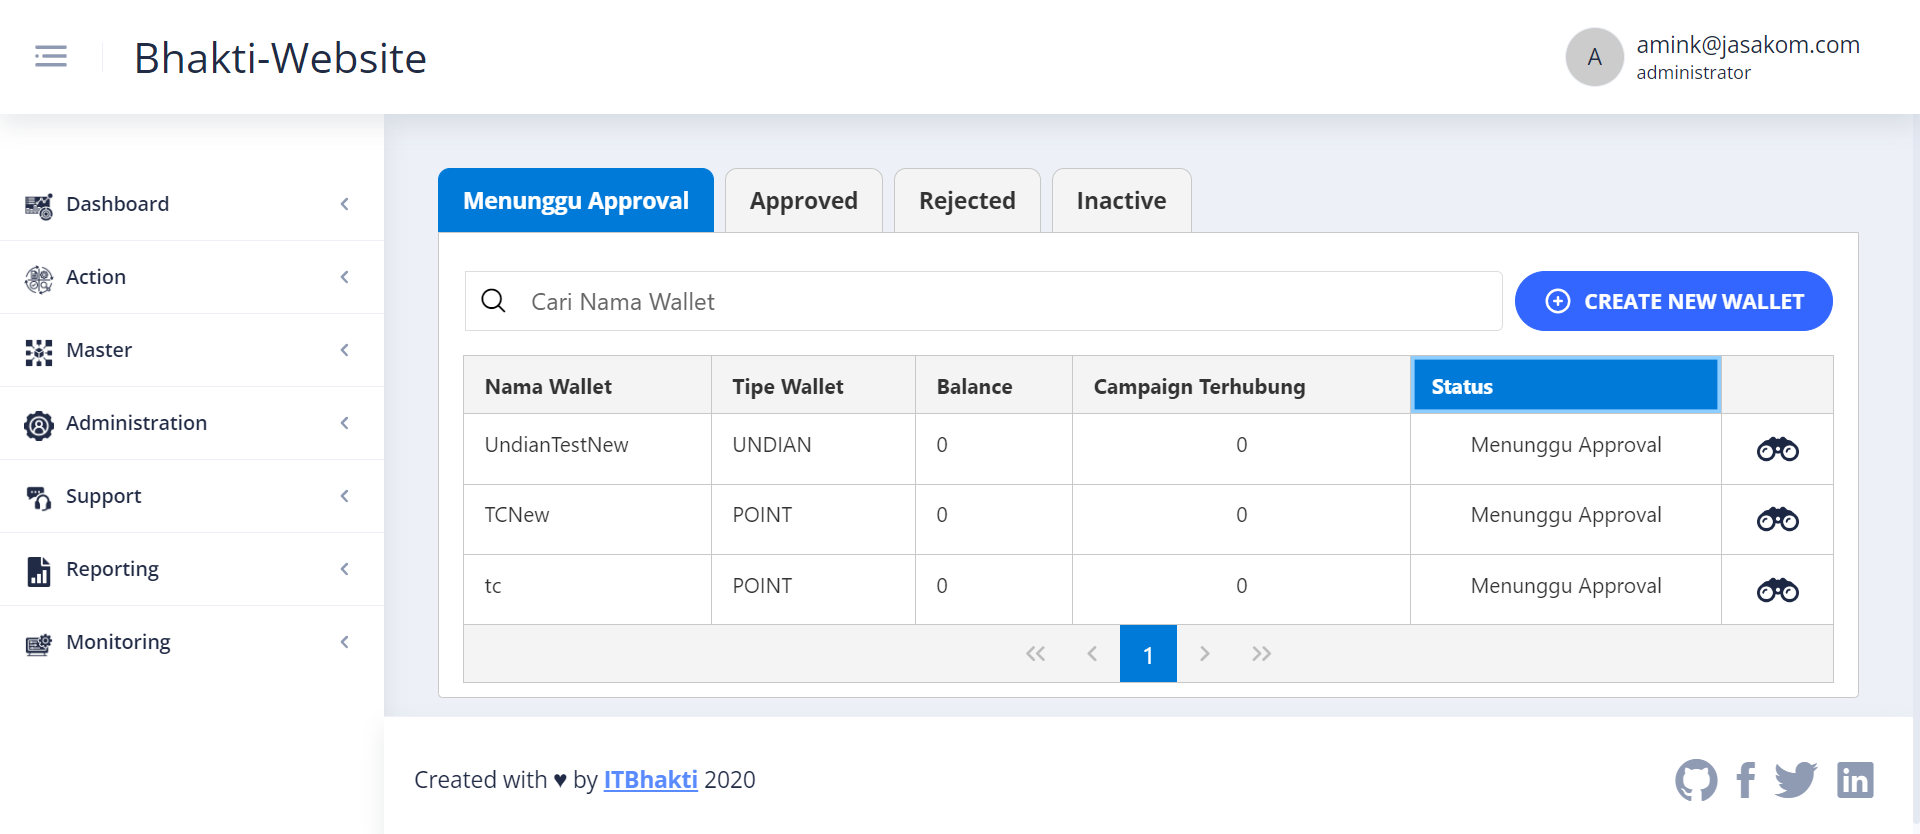 Bhakti-Website
A
amink@jasakom.com
administrator
Dashboard
Action
Master
Administration
Support
Reporting
Monitoring
Menunggu Approval
Approved
Rejected
Inactive
Cari Nama Wallet
CREATE NEW WALLET
Nama Wallet Tipe Wallet Balance Campaign Terhubung Status
UndianTestNew UNDIAN 0 0 Menunggu Approval
TCNew POINT 0 0 Menunggu Approval
tc POINT 0 0 Menunggu Approval
1
Created with ♥ by ITBhakti 2020